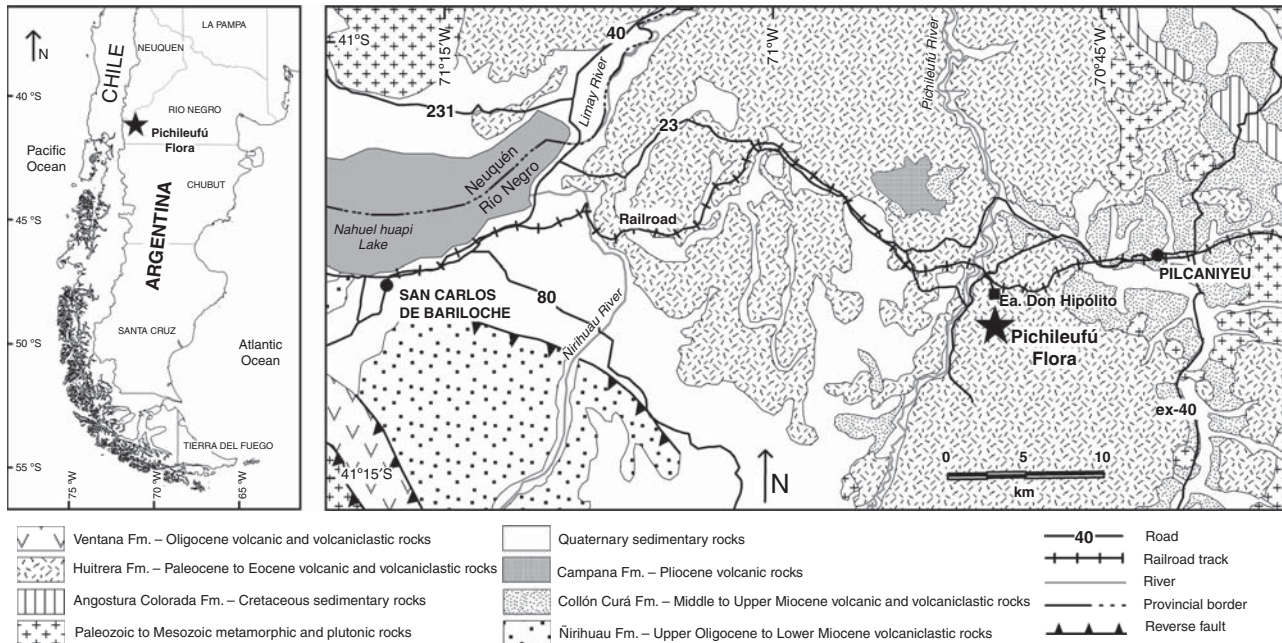 N
LA PAMPA
NEUQUEN
CHILE
40 °S
RIO NEGRO
Pichileufú
Flora
Pacific
Ocean
CHUBUT
45 °S
ARGENTINA
SANTA CRUZ
50 °S
Atlantic
Ocean
TIERRA DEL FUEGO
55 °S
75 °W
70 °W
65 °W
41°S
71°15'W
40
Limay River
71°W
Pichileufú River
70°45'W
231
23
Neuquén
Río Negro
Nahuel huapi
Lake
Railroad
PILCANIYEU
SAN CARLOS
DE BARILOCHE
80
Ñirihuau River
Ea. Don Hipólito
Pichileufú
Flora
ex-40
41°15'S
N
0 5 10
km
Ventana Fm. – Oligocene volcanic and volcaniclastic rocks
Huitrera Fm. – Paleocene to Eocene volcanic and volcaniclastic rocks
Angostura Colorada Fm. – Cretaceous sedimentary rocks
Paleozoic to Mesozoic metamorphic and plutonic rocks
Quaternary sedimentary rocks
Campana Fm. – Pliocene volcanic rocks
Collón Curá Fm. – Middle to Upper Miocene volcanic and volcaniclastic rocks
Ñirihuau Fm. – Upper Oligocene to Lower Miocene volcaniclastic rocks
40 Road
Railroad track
River
Provincial border
Reverse fault